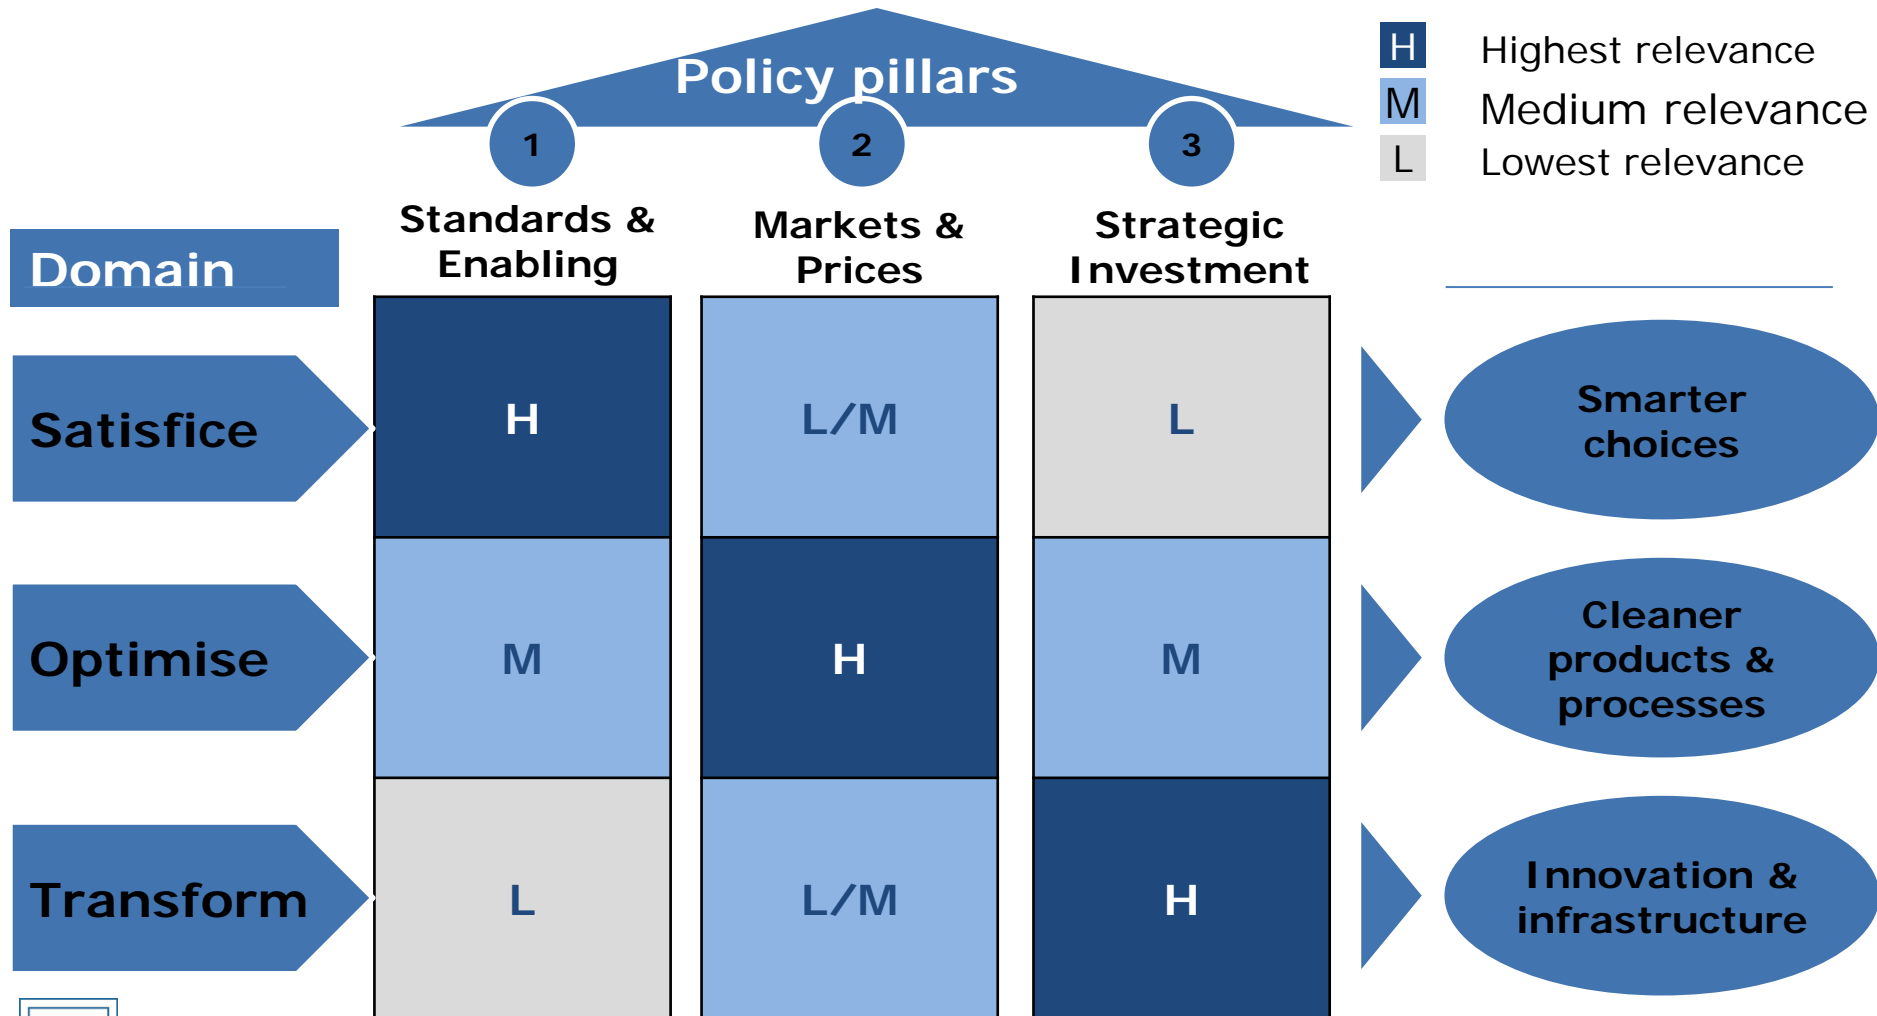 Policy pillars
H Highest relevance
M Medium relevance
L Lowest relevance
1 2 3
Standards &
Enabling
Markets &
Prices
Strategic
Investment
Domain
Satisfice
H
L/M
L
Smarter
choices
Optimise
M
H
M
Cleaner
products &
processes
Transform
L
L/M
H
Innovation &
infrastructure